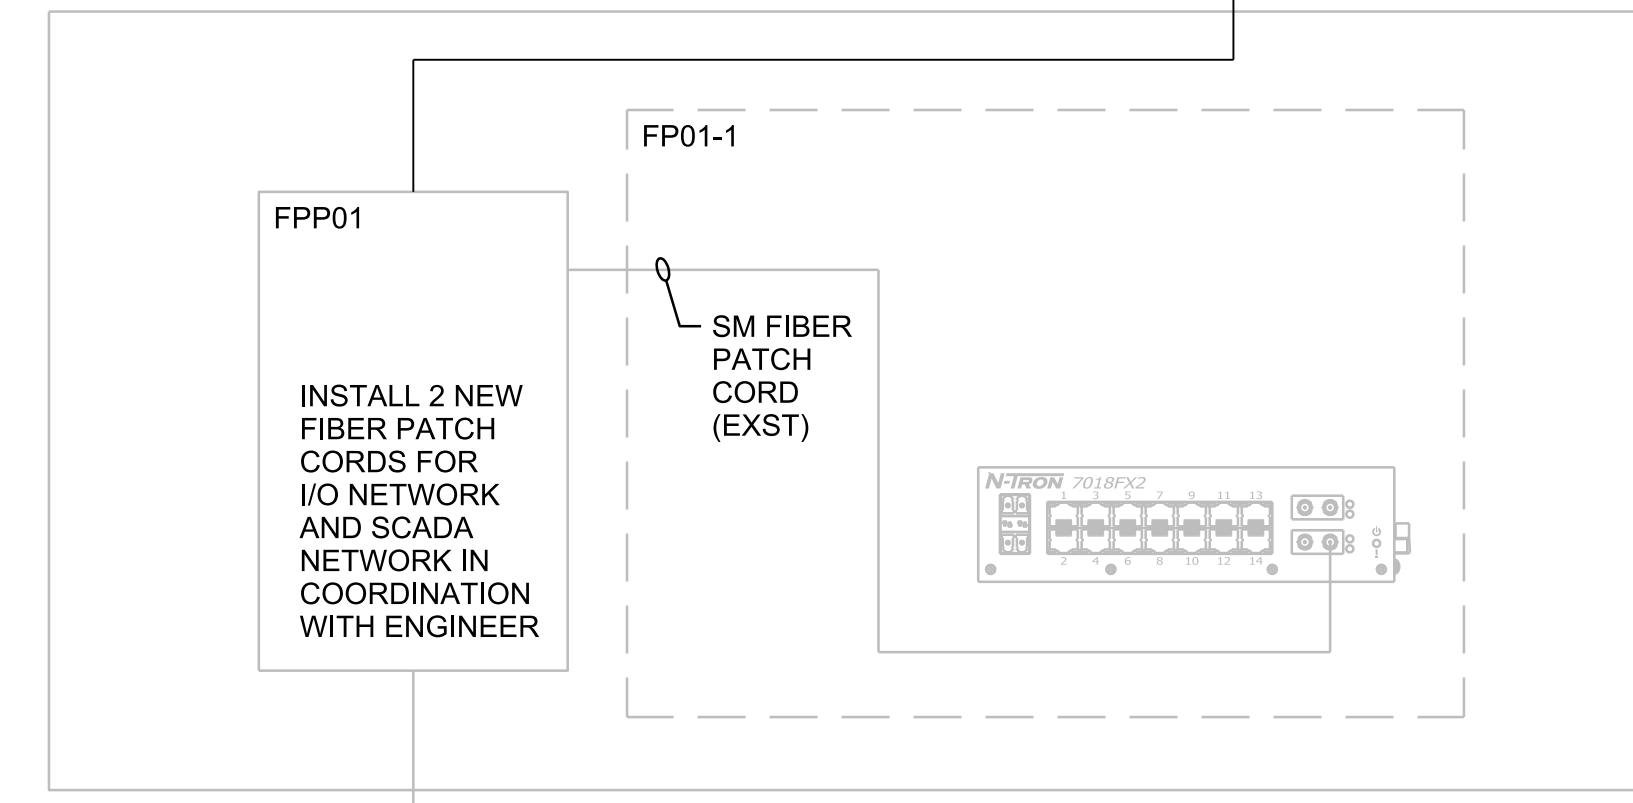 FP01-1
FPP01
SM FIBER
PATCH
CORD
(EXST)
INSTALL 2 NEW
FIBER PATCH
CORDS FOR
I/O NETWORK
AND SCADA
NETWORK IN
COORDINATION
WITH ENGINEER
N-TRON 7018FX2
1 3 5 7 9 11 13
2 4 6 8 10 12 14